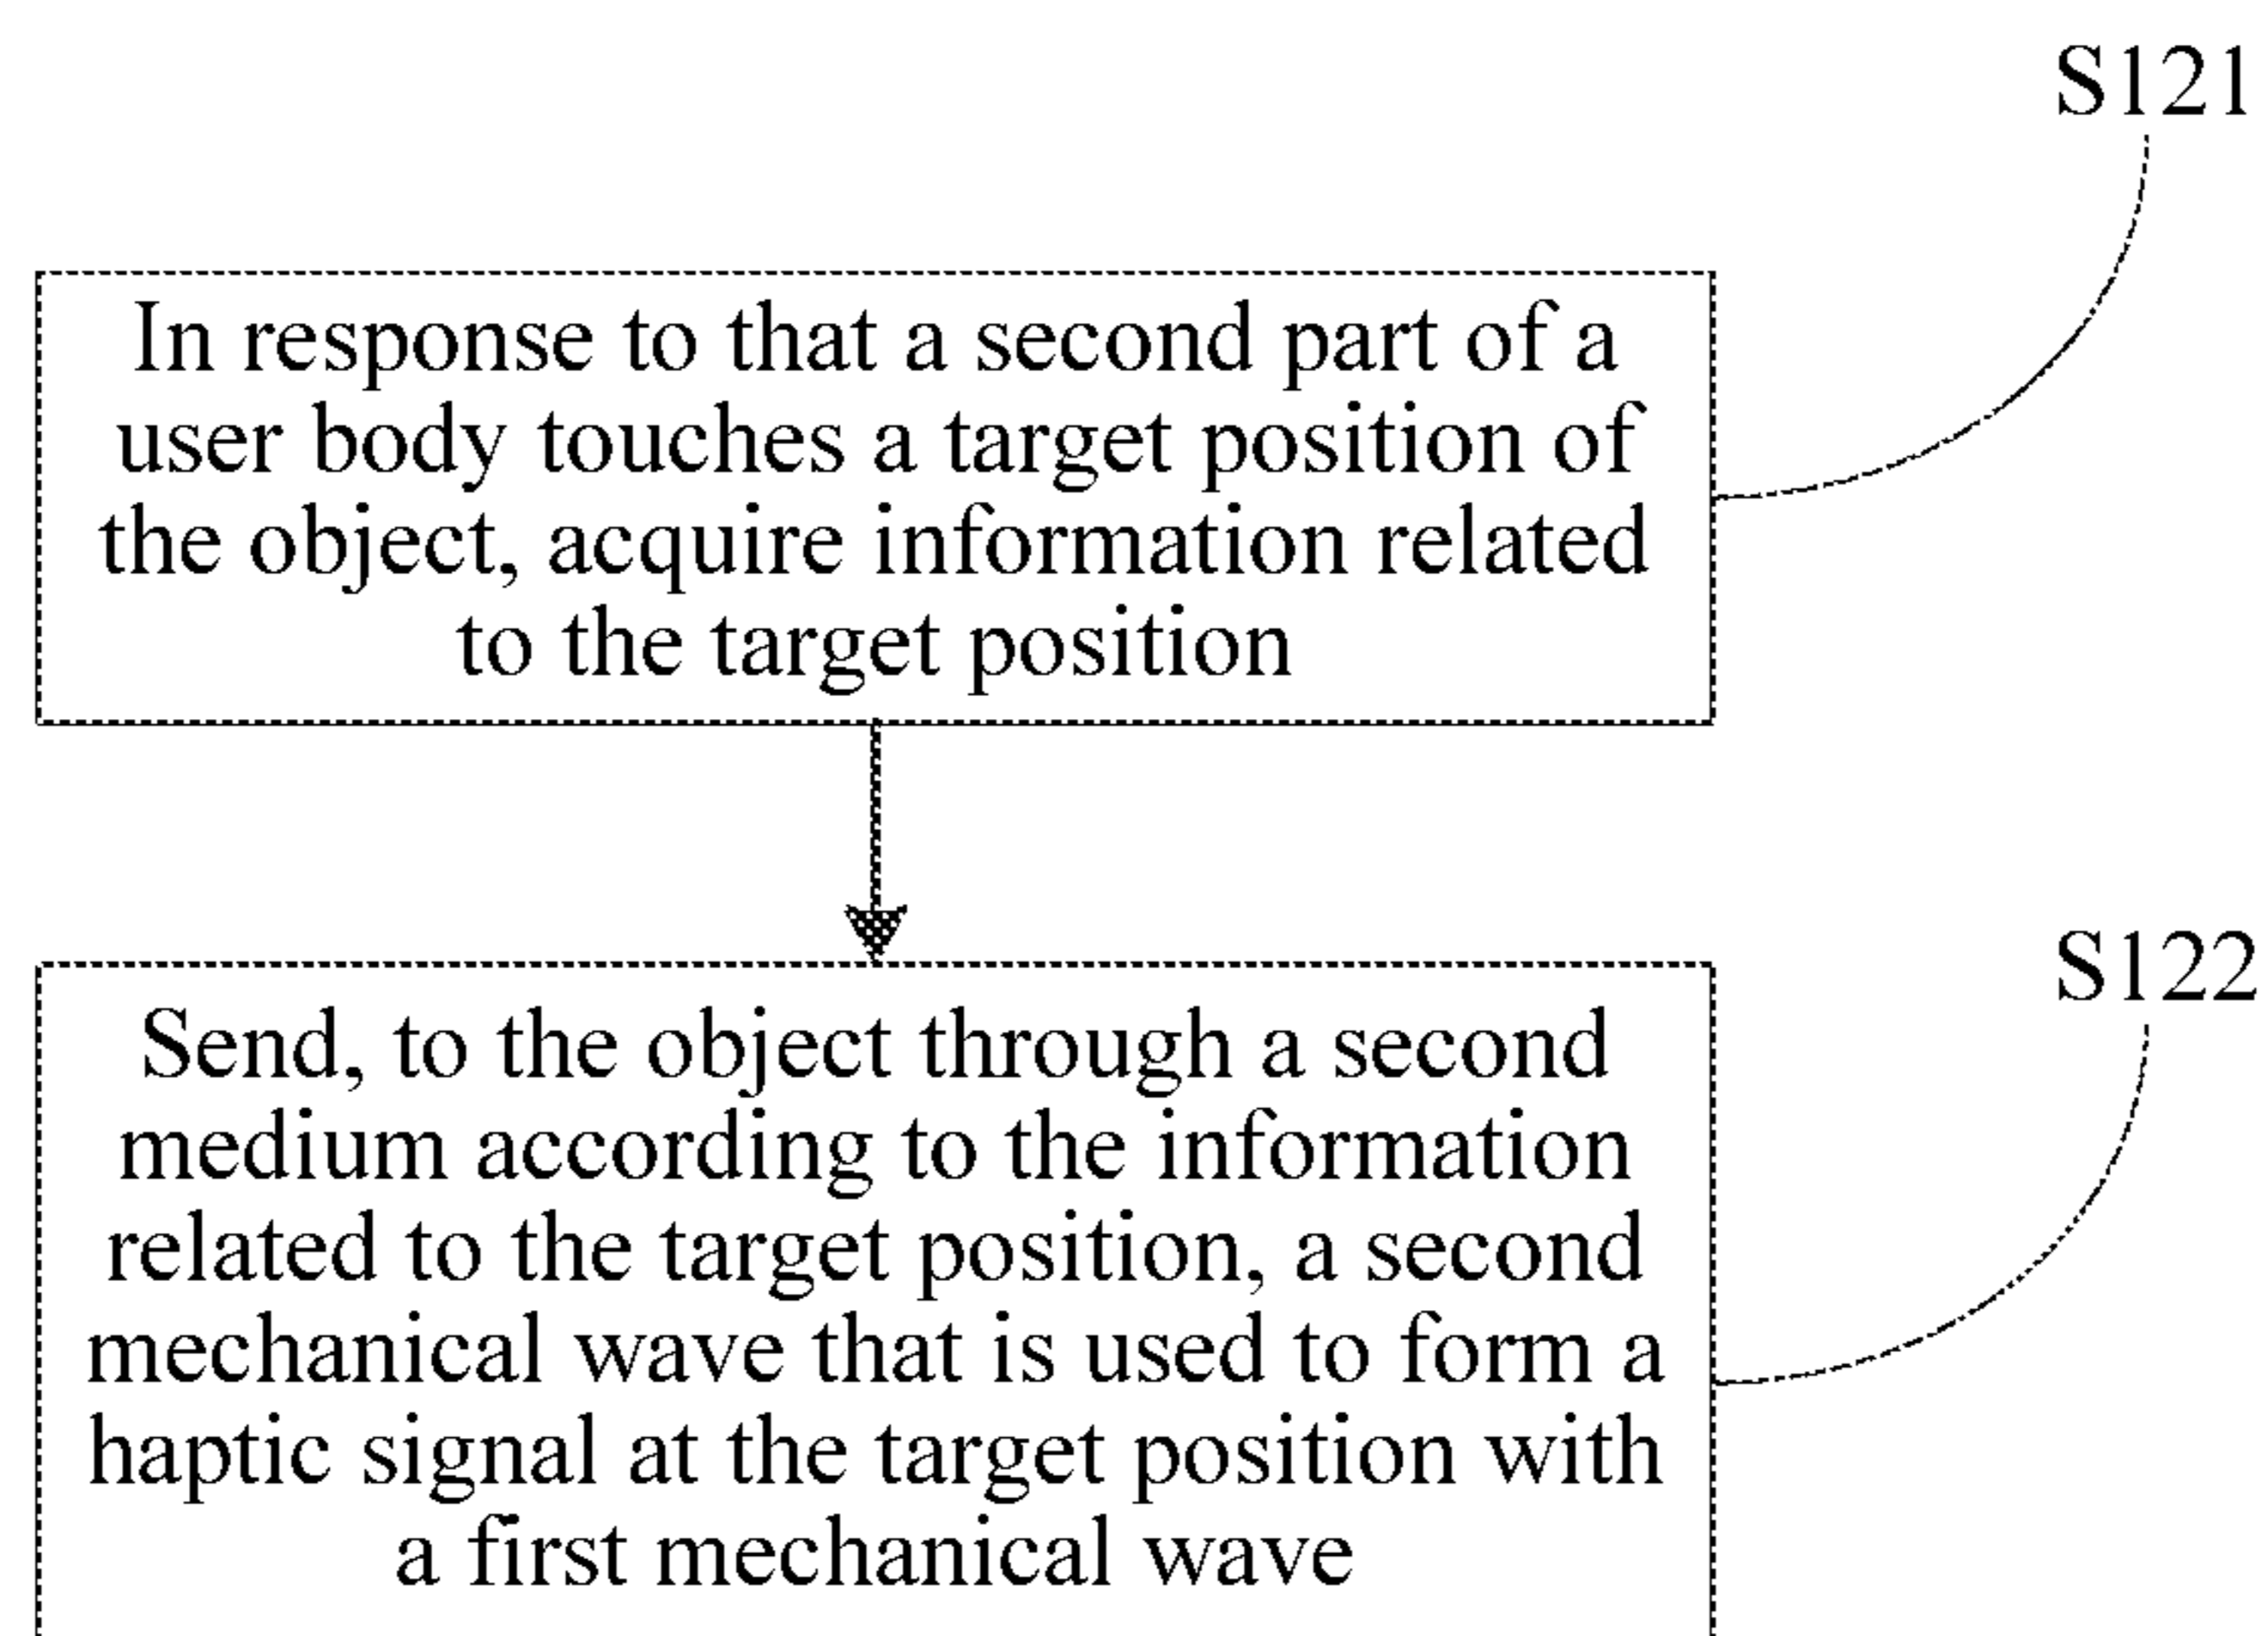 S121
In response to that a second part of a
user body touches a target position of
the object, acquire information related
to the target position
S122
Send, to the object through a second
medium according to the information
related to the target position, a second
mechanical wave that is used to form a
haptic signal at the target position with
a first mechanical wave